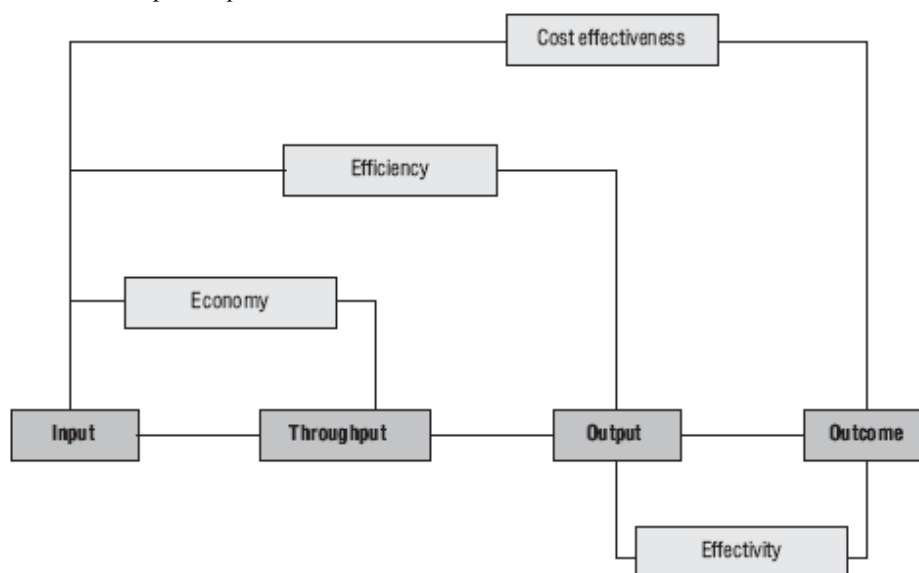 Cost effectiveness
Efficiency
Economy
Input
Throughput
Output
Outcome
Effectivity